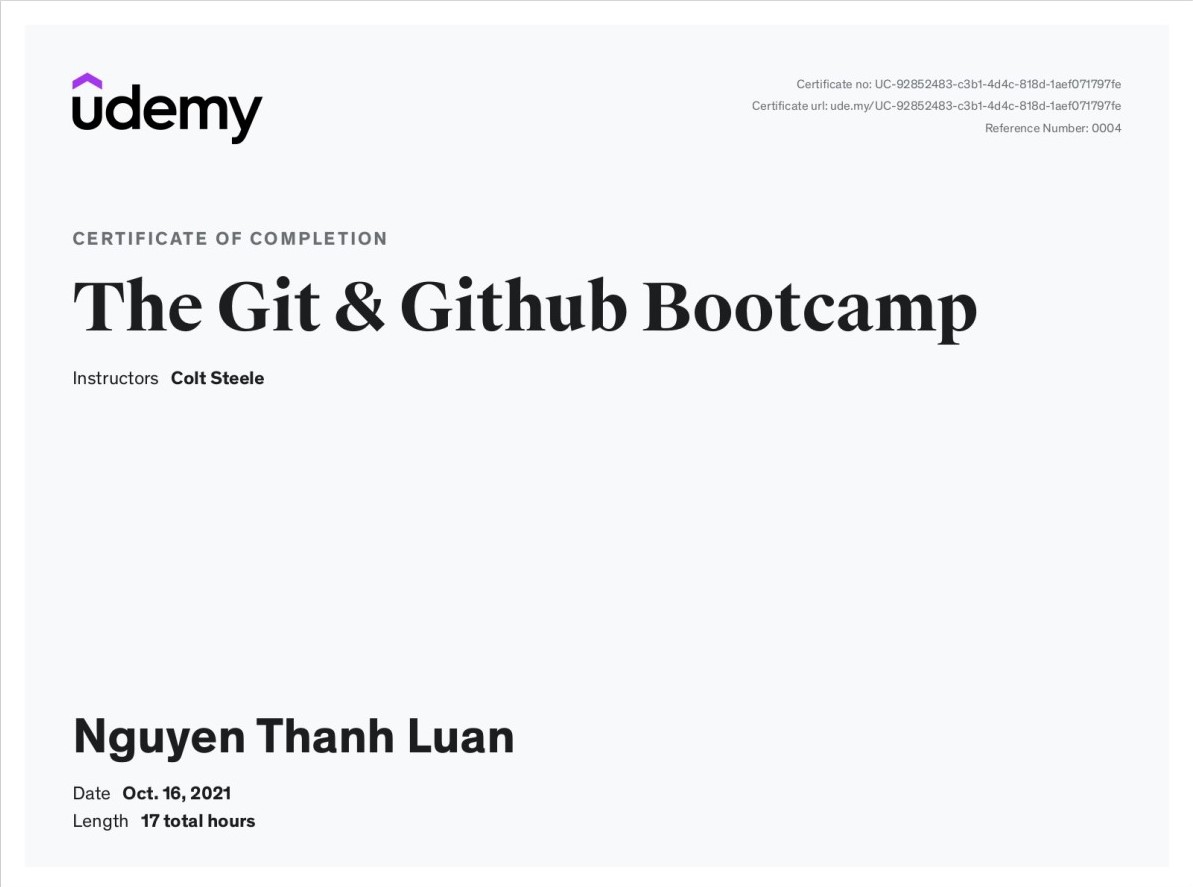 udemy
Certificate no: UC-92852483-c3b1-4d4c-818d-1aef071797fe
Certificate url: ude.my/UC-92852483-c3b1-4d4c-818d-1aef071797fe
Reference Number: 0004
CERTIFICATE OF COMPLETION
The Git & Github Bootcamp
Instructors Colt Steele
Nguyen Thanh Luan
Date Oct. 16, 2021
Length 17 total hours